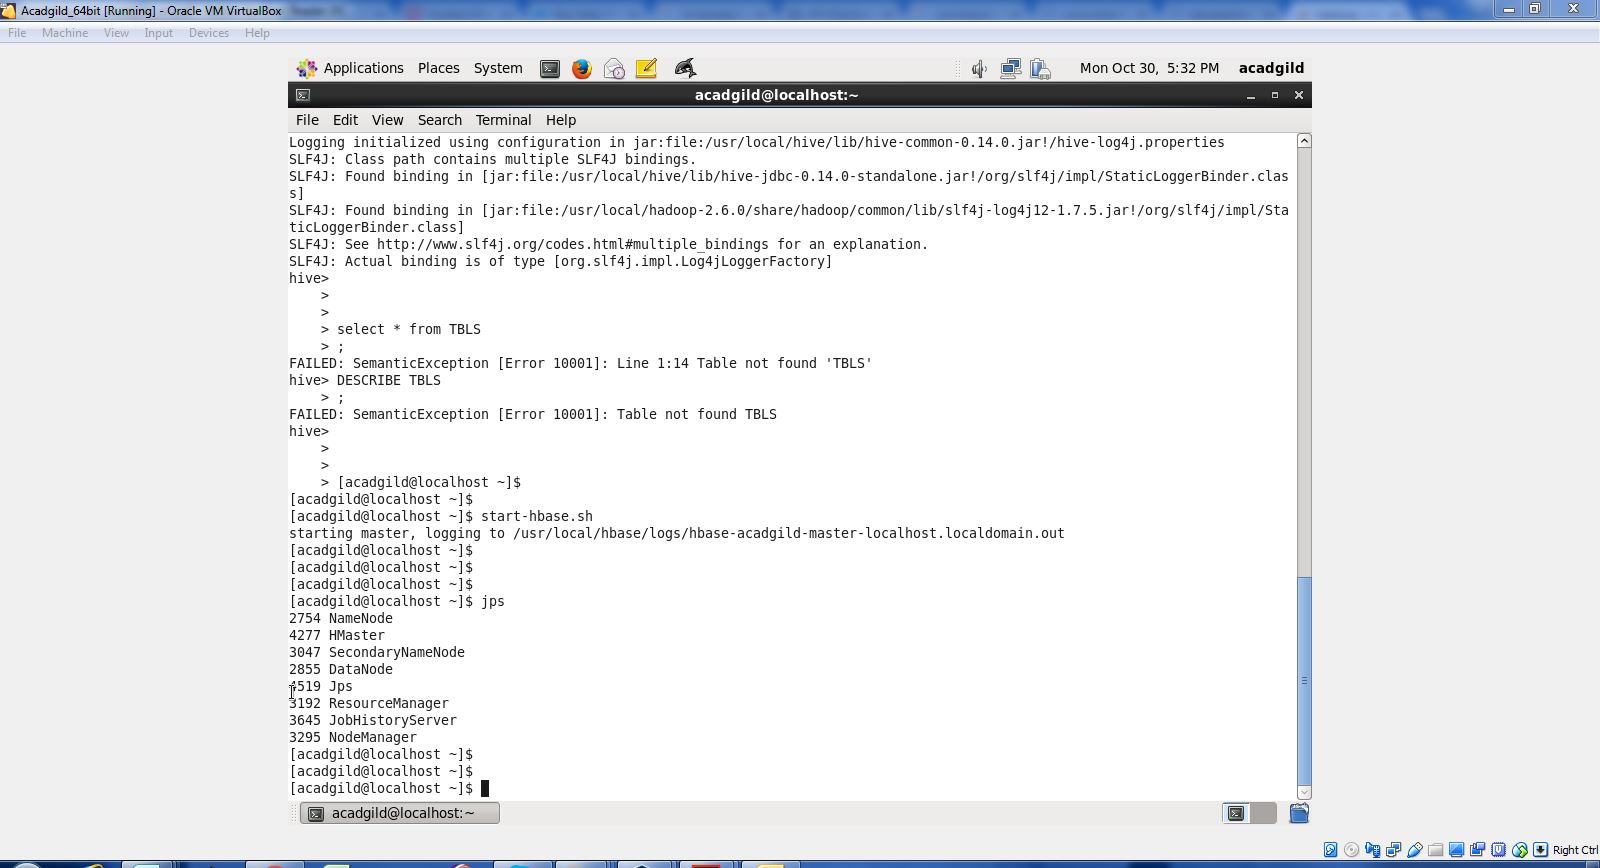 Acadgild_64bit [Running] - Oracle VM VirtualBox
File Machine View Input Devices Help
Applications Places System Mon Oct 30, 5:32 PM acadgild
acadgild@localhost:~
File Edit View Search Terminal Help
Logging initialized using configuration in jar:file:/usr/local/hive/lib/hive-common-0.14.0.jar!/hive-log4j.properties
SLF4J: Class path contains multiple SLF4J bindings.
SLF4J: Found binding in [jar:file:/usr/local/hive/lib/hive-jdbc-0.14.0-standalone.jar!/org/slf4j/impl/StaticLoggerBinder.clas
s]
SLF4J: Found binding in [jar:file:/usr/local/hadoop-2.6.0/share/hadoop/common/lib/slf4j-log4j12-1.7.5.jar!/org/slf4j/impl/Sta
ticLoggerBinder.class]
SLF4J: See http://www.slf4j.org/codes.html#multiple_bindings for an explanation.
SLF4J: Actual binding is of type [org.slf4j.impl.Log4jLoggerFactory]
hive>
>
>
> select * from TBLS
> ;
FAILED: SemanticException [Error 10001]: Line 1:14 Table not found 'TBLS'
hive> DESCRIBE TBLS
> ;
FAILED: SemanticException [Error 10001]: Table not found TBLS
hive>
>
>
> [acadgild@localhost ~]$
[acadgild@localhost ~]$
[acadgild@localhost ~]$ start-hbase.sh
starting master, logging to /usr/local/hbase/logs/hbase-acadgild-master-localhost.localdomain.out
[acadgild@localhost ~]$
[acadgild@localhost ~]$
[acadgild@localhost ~]$
[acadgild@localhost ~]$ jps
2754 NameNode
4277 HMaster
3047 SecondaryNameNode
2855 DataNode
4519 Jps
3192 ResourceManager
3645 JobHistoryServer
3295 NodeManager
[acadgild@localhost ~]$
[acadgild@localhost ~]$
[acadgild@localhost ~]$
acadgild@localhost:~
Right Ctrl